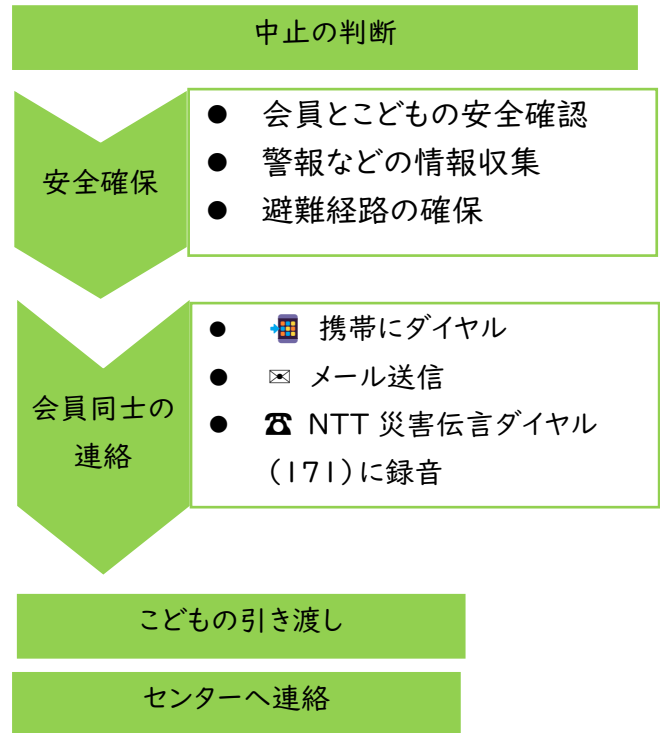 中止の判断
安全確保
● 会員とこどもの安全確認
● 警報などの情報収集
● 避難経路の確保
会員同士の
連絡
● 📲 携帯にダイヤル
● ✉ メール送信
● ☎ NTT 災害伝言ダイヤル
(171)に録音
こどもの引き渡し
センターへ連絡